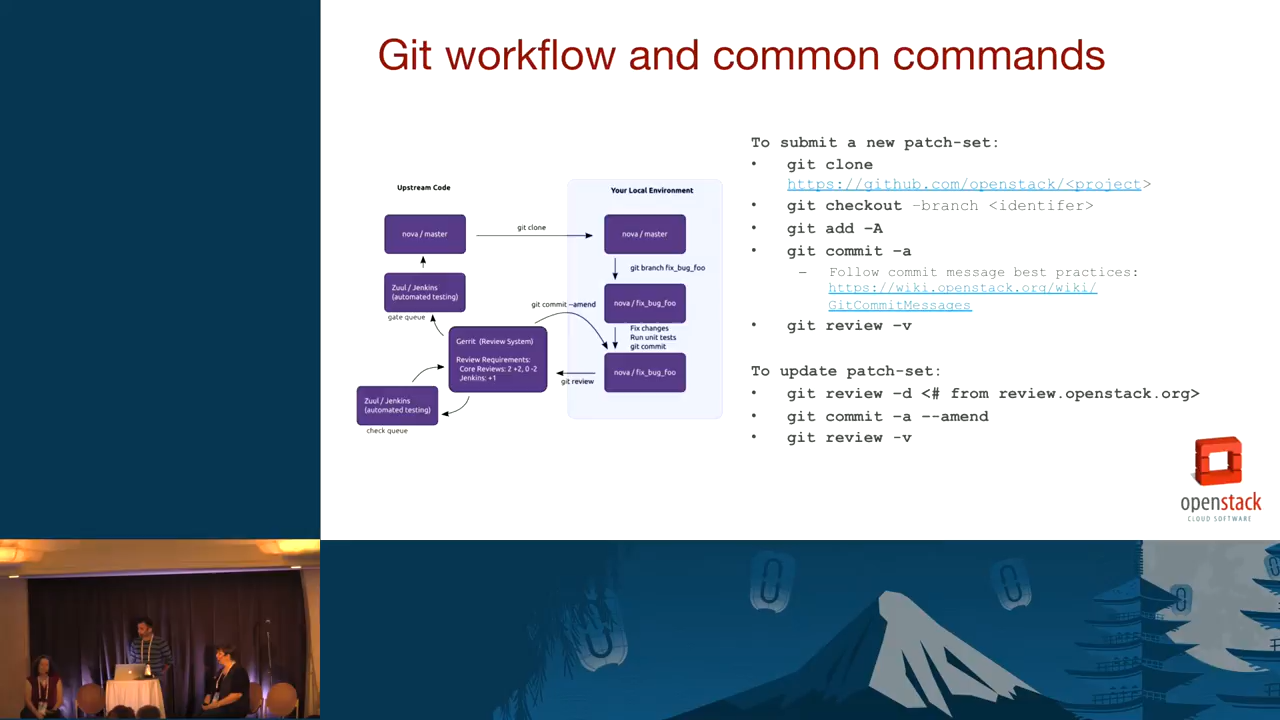 Git workflow and common commands
Upstream Code
Your Local Environment
nova / master
git clone
nova / master
git branch fix_bug_foo
Zuul / Jenkins
(automated testing)
gate queue
git commit --amend
nova / fix_bug_foo
Fix changes
Run unit tests
git commit
Gerrit (Review System)
Review Requirements:
Core Reviews: 2 +2, 0 -2
Jenkins: +1
git review
nova / fix_bug_foo
Zuul / Jenkins
(automated testing)
check queue
To submit a new patch-set:
• git clone
https://github.com/openstack/<project>
• git checkout –branch <identifer>
• git add –A
• git commit –a
– Follow commit message best practices:
https://wiki.openstack.org/wiki/
GitCommitMessages
• git review –v
To update patch-set:
• git review –d <# from review.openstack.org>
• git commit –a --amend
• git review -v
openstack
CLOUD SOFTWARE